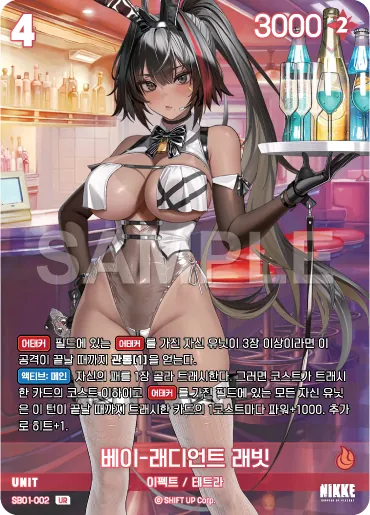 4
3000 2
SAMPLE
어태커 필드에 있는 어태커 를 가진 자신 유닛이 3장 이상이라면 이
공격이 끝날 때까지 관통[1]을 얻는다.
액티브:메인 자신의 패를 1장 골라 트래시한다. 그러면 코스트가 트래시
한 카드의 코스트 이하이고 어태커 를 가진 필드에 있는 모든 자신 유닛
은 이 턴이 끝날 때까지 트래시한 카드의 1코스트마다 파워+1000. 추가
로 히트+1.
베이-래디언트 래빗
UNIT
어펙트 / 테트라
SB01-002 UR
©SHIFT UP Corp.
NIKKE